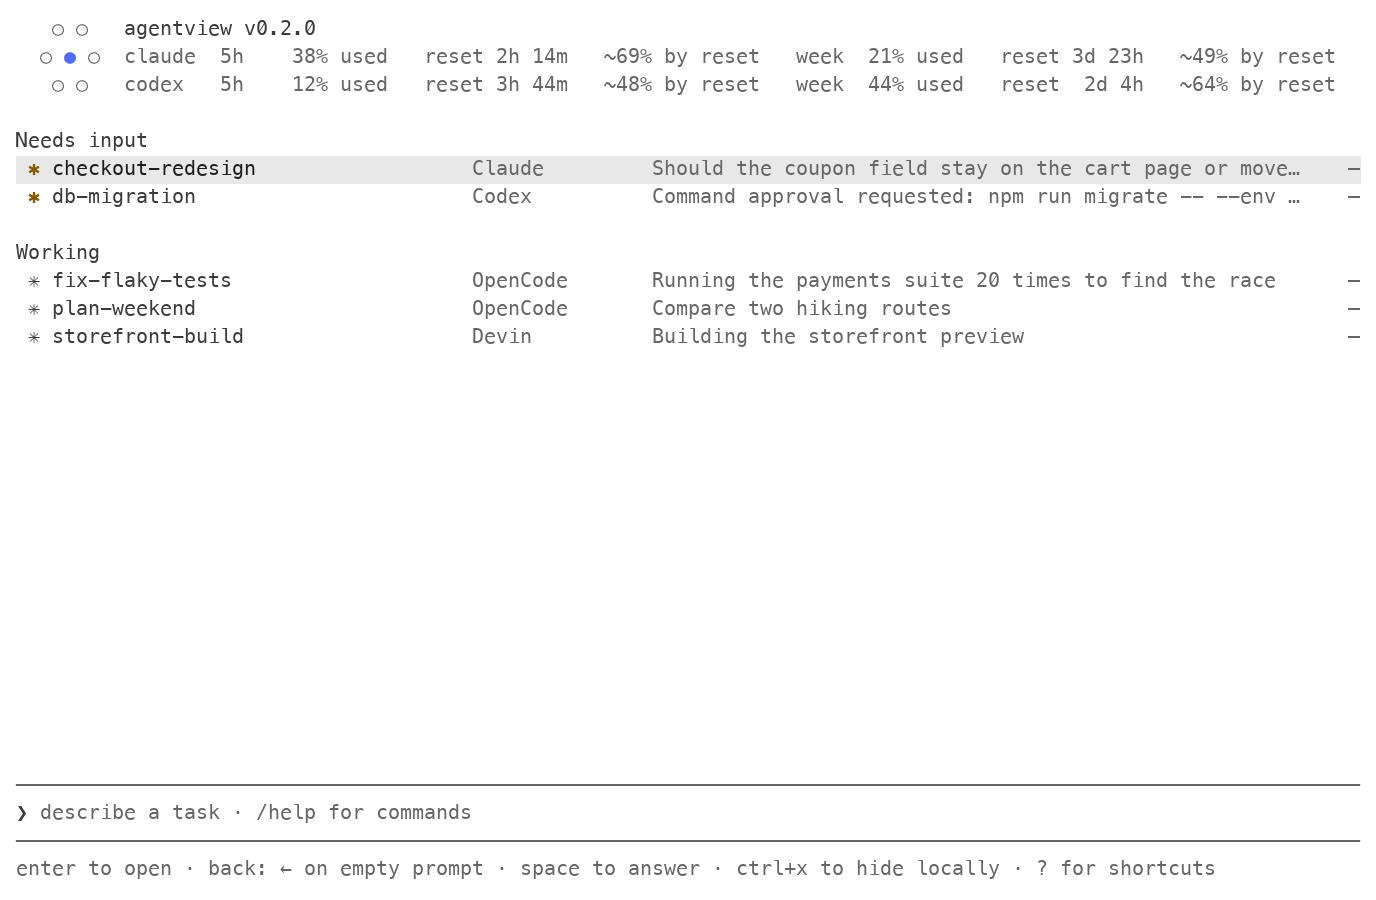 agentview v0.2.0
claude 5h 38% used reset 2h 14m ~69% by reset week 21% used reset 3d 23h ~49% by reset
codex 5h 12% used reset 3h 44m ~48% by reset week 44% used reset 2d 4h ~64% by reset
Needs input
✱ checkout-redesign Claude Should the coupon field stay on the cart page or move… –
✱ db-migration Codex Command approval requested: npm run migrate -- --env … –
Working
✳ fix-flaky-tests OpenCode Running the payments suite 20 times to find the race –
✳ plan-weekend OpenCode Compare two hiking routes –
✳ storefront-build Devin Building the storefront preview –
❯ describe a task · /help for commands
enter to open · back: ← on empty prompt · space to answer · ctrl+x to hide locally · ? for shortcuts